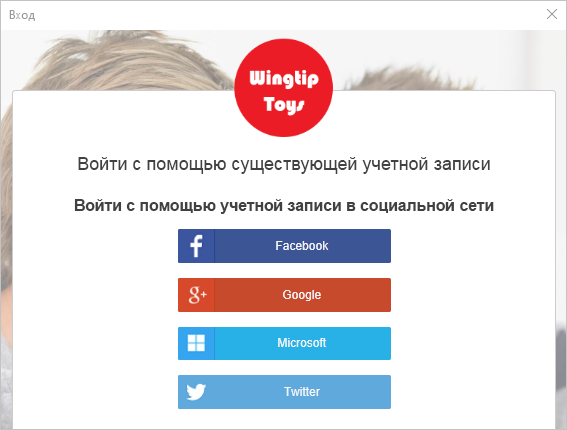 Вход
Wingtip
Toys
Войти с помощью существующей учетной записи
Войти с помощью учетной записи в социальной сети
Facebook
Google
Microsoft
Twitter